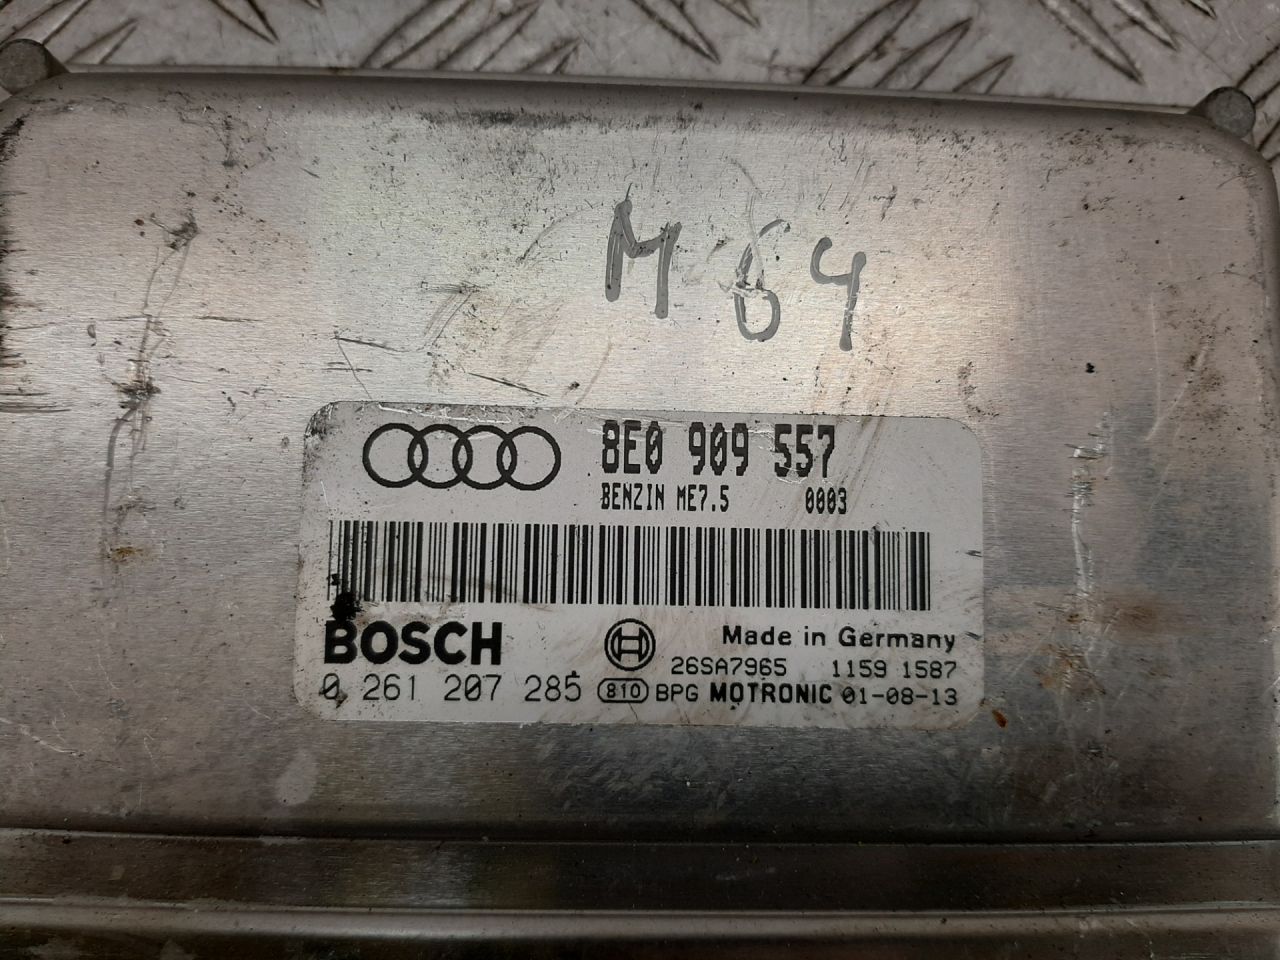 M 64
8E0 909 557
BENZIN ME7.5 0003
BOSCH
Made in Germany
26SA7965 1159 1587
0 261 207 285 810 BPG MOTRONIC 01-08-13